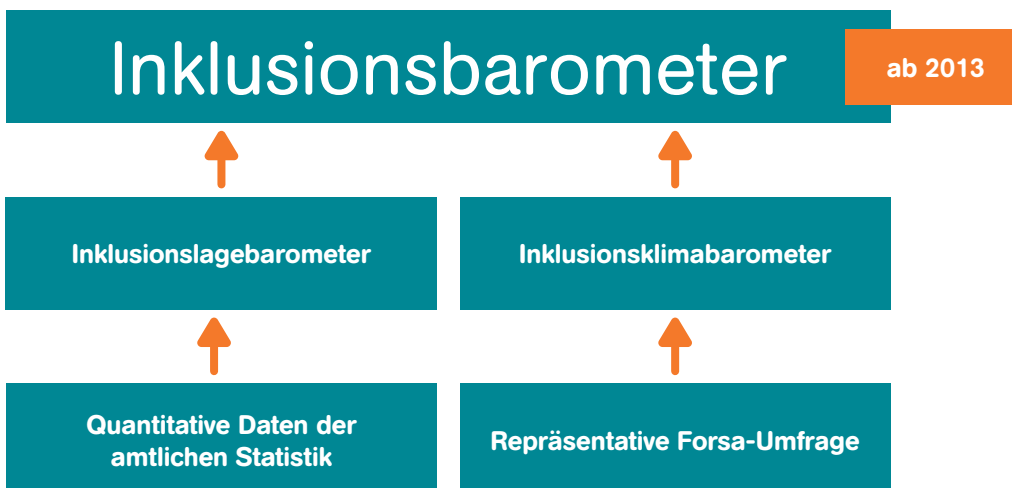 Inklusionsbarometer
ab 2013
Inklusionslagebarometer
Inklusionsklimabarometer
Quantitative Daten der
amtlichen Statistik
Repräsentative Forsa-Umfrage